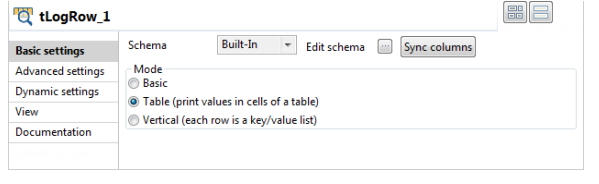 tLogRow_1
Basic settings
Advanced settings
Dynamic settings
View
Documentation
Schema Built-In Edit schema ... Sync columns
Mode
Basic
Table (print values in cells of a table)
Vertical (each row is a key/value list)